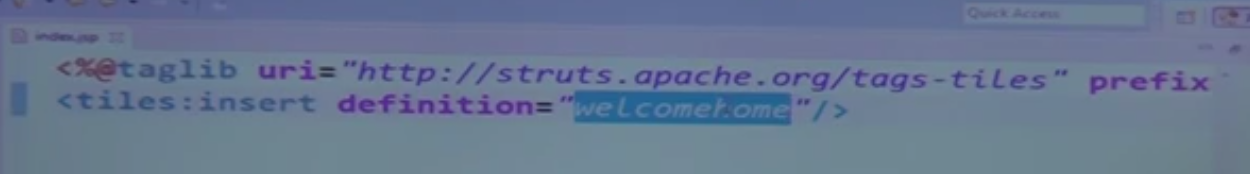 Quick Access
index.jsp
<%@taglib uri="http://struts.apache.org/tags-tiles" prefix
<tiles:insert definition="welcomehome"/>